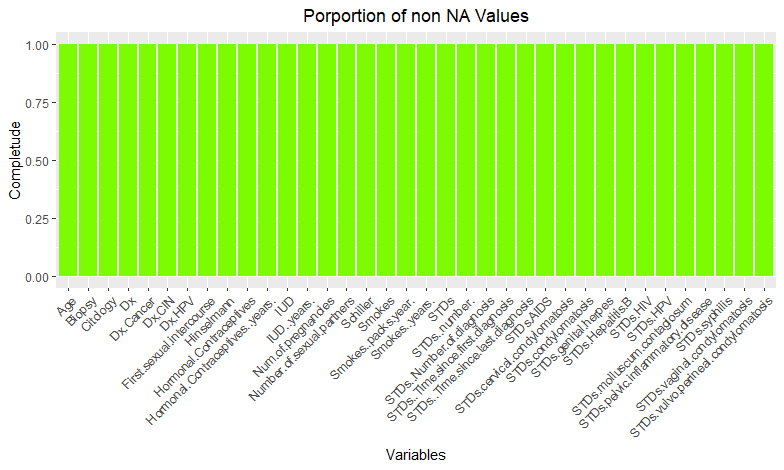 Porportion of non NA Values
Completude
1.00
0.75
0.50
0.25
0.00
Age
Biopsy
Citology
Dx
Dx.Cancer
Dx.CIN
Dx.HPV
First.sexual.intercourse
Hinselmann
Hormonal.Contraceptives
Hormonal.Contraceptives..years.
IUD
IUD..years.
Num.of.pregnancies
Number.of.sexual.partners
Schiller
Smokes
Smokes..packs.year.
Smokes..years.
STDs
STDs..number.
STDs..Number.of.diagnosis
STDs..Time.since.first.diagnosis
STDs..Time.since.last.diagnosis
STDs.AIDS
STDs.cervical.condylomatosis
STDs.condylomatosis
STDs.genital.herpes
STDs.Hepatitis.B
STDs.HIV
STDs.HPV
STDs.molluscum.contagiosum
STDs.pelvic.inflammatory.disease
STDs.syphilis
STDs.vaginal.condylomatosis
STDs.vulvo.perineal.condylomatosis
Variables